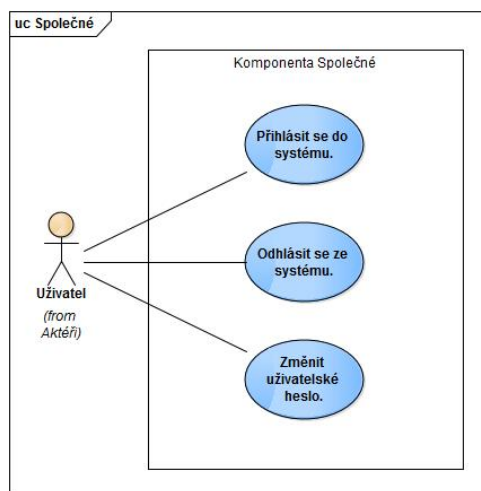 uc Společné
Komponenta Společné
Přihlásit se do
systému.
Odhlásit se ze
systému.
Uživatel
(from
Aktéři)
Změnit
uživatelské
heslo.